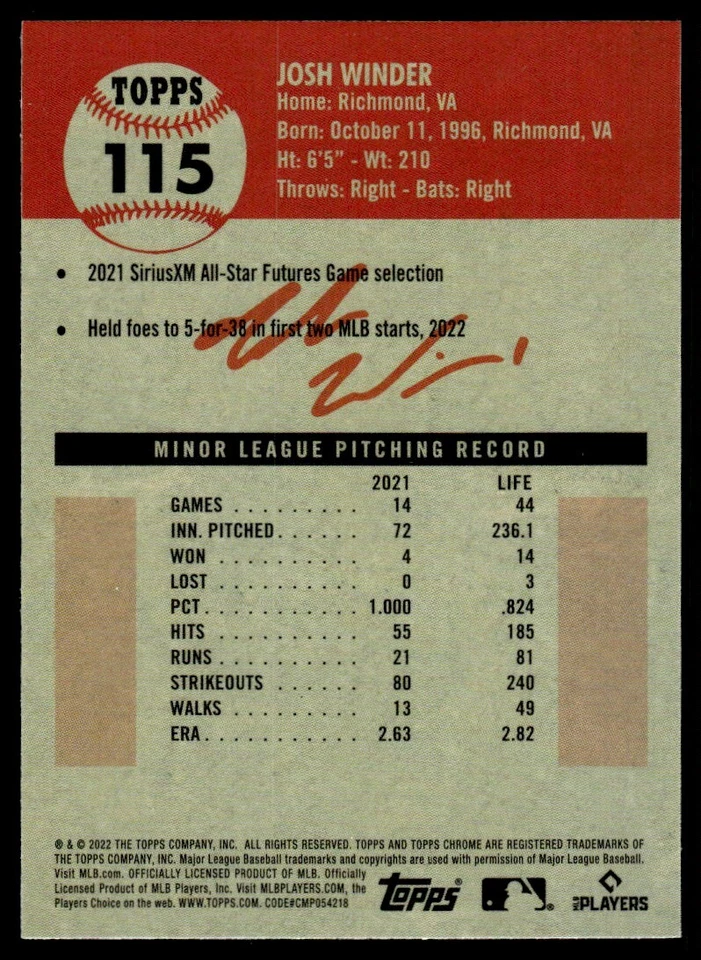 TOPPS
115
JOSH WINDER
Home: Richmond, VA
Born: October 11, 1996, Richmond, VA
Ht: 6'5" - Wt: 210
Throws: Right - Bats: Right
• 2021 SiriusXM All-Star Futures Game selection
• Held foes to 5-for-38 in first two MLB starts, 2022
MINOR LEAGUE PITCHING RECORD
2021 LIFE
GAMES . . . . . . . . . . 14 44
INN. PITCHED . . . . . . 72 236.1
WON . . . . . . . . . . . 4 14
LOST . . . . . . . . . . . 0 3
PCT. . . . . . . . . . . . 1.000 .824
HITS . . . . . . . . . . . 55 185
RUNS . . . . . . . . . . . 21 81
STRIKEOUTS . . . . . . 80 240
WALKS . . . . . . . . . . 13 49
ERA . . . . . . . . . . . . 2.63 2.82
® & © 2022 THE TOPPS COMPANY, INC. ALL RIGHTS RESERVED. TOPPS AND TOPPS CHROME ARE REGISTERED TRADEMARKS OF
THE TOPPS COMPANY, INC. Major League Baseball trademarks and copyrights are used with permission of Major League Baseball.
Visit MLB.com. OFFICIALLY LICENSED PRODUCT OF MLB. Officially
Licensed Product of MLB Players, Inc. Visit MLBPLAYERS.COM, the
Players Choice on the web. WWW.TOPPS.COM. CODE#CMP054218
Topps®
MLB PLAYERS